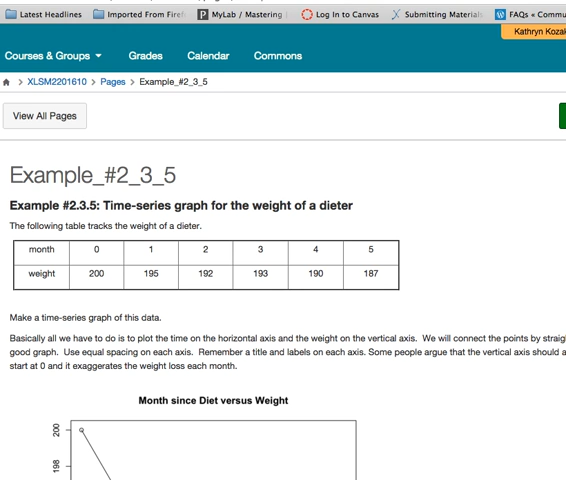 Latest Headlines Imported From Firef MyLab / Mastering Log In to Canvas Submitting Materials FAQs « Commu
Kathryn Kozak
Courses & Groups Grades Calendar Commons
> XLSM2201610 > Pages > Example_#2_3_5
View All Pages
Example_#2_3_5
Example #2.3.5: Time-series graph for the weight of a dieter
The following table tracks the weight of a dieter.
month 0 1 2 3 4 5
weight 200 195 192 193 190 187
Make a time-series graph of this data.
Basically all we have to do is to plot the time on the horizontal axis and the weight on the vertical axis. We will connect the points by straig
good graph. Use equal spacing on each axis. Remember a title and labels on each axis. Some people argue that the vertical axis should a
start at 0 and it exaggerates the weight loss each month.
Month since Diet versus Weight
200
198